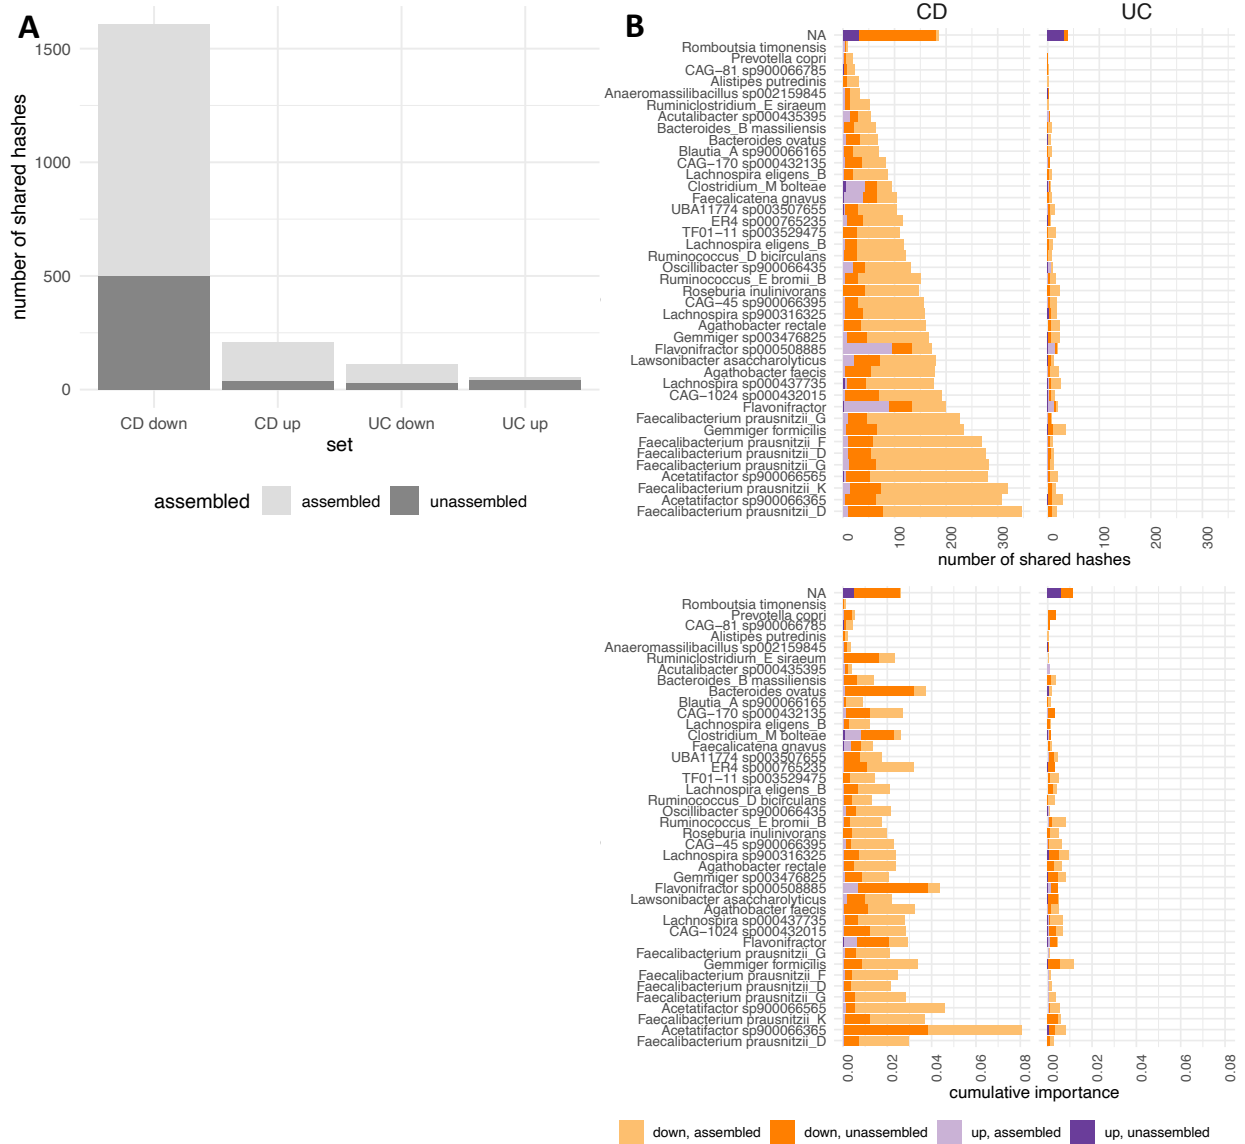 A
1500
1000
500
0
number of shared hashes
CD down
CD up
UC down
UC up
set
assembled
assembled
unassembled
B
CD
UC
NA
Romboutsia timonensis
Prevotella copri
CAG−81 sp900066785
Alistipes putredinis
Anaeromassilibacillus sp002159845
Ruminiclostridium_E siraeum
Acutalibacter sp000435395
Bacteroides_B massiliensis
Bacteroides ovatus
Blautia_A sp900066165
CAG−170 sp000432135
Lachnospira eligens_B
Clostridium_M bolteae
Faecalicatena gnavus
UBA11774 sp003507655
ER4 sp000765235
TF01−11 sp003529475
Lachnospira eligens_B
Ruminococcus_D bicirculans
Oscillibacter sp900066435
Ruminococcus_E bromii_B
Roseburia inulinivorans
CAG−45 sp900066395
Lachnospira sp900316325
Agathobacter rectale
Gemmiger sp003476825
Flavonifractor sp000508885
Lawsonibacter asaccharolyticus
Agathobacter faecis
Lachnospira sp000437735
CAG−1024 sp000432015
Flavonifractor
Faecalibacterium prausnitzii_G
Gemmiger formicilis
Faecalibacterium prausnitzii_F
Faecalibacterium prausnitzii_D
Faecalibacterium prausnitzii_G
Acetatifactor sp900066565
Faecalibacterium prausnitzii_K
Acetatifactor sp900066365
Faecalibacterium prausnitzii_D
0 100 200 300 0 100 200 300
number of shared hashes
NA
Romboutsia timonensis
Prevotella copri
CAG−81 sp900066785
Alistipes putredinis
Anaeromassilibacillus sp002159845
Ruminiclostridium_E siraeum
Acutalibacter sp000435395
Bacteroides_B massiliensis
Bacteroides ovatus
Blautia_A sp900066165
CAG−170 sp000432135
Lachnospira eligens_B
Clostridium_M bolteae
Faecalicatena gnavus
UBA11774 sp003507655
ER4 sp000765235
TF01−11 sp003529475
Lachnospira eligens_B
Ruminococcus_D bicirculans
Oscillibacter sp900066435
Ruminococcus_E bromii_B
Roseburia inulinivorans
CAG−45 sp900066395
Lachnospira sp900316325
Agathobacter rectale
Gemmiger sp003476825
Flavonifractor sp000508885
Lawsonibacter asaccharolyticus
Agathobacter faecis
Lachnospira sp000437735
CAG−1024 sp000432015
Flavonifractor
Faecalibacterium prausnitzii_G
Gemmiger formicilis
Faecalibacterium prausnitzii_F
Faecalibacterium prausnitzii_D
Faecalibacterium prausnitzii_G
Acetatifactor sp900066565
Faecalibacterium prausnitzii_K
Acetatifactor sp900066365
Faecalibacterium prausnitzii_D
0.00 0.02 0.04 0.06 0.08 0.00 0.02 0.04 0.06 0.08
cumulative importance
down, assembled
down, unassembled
up, assembled
up, unassembled